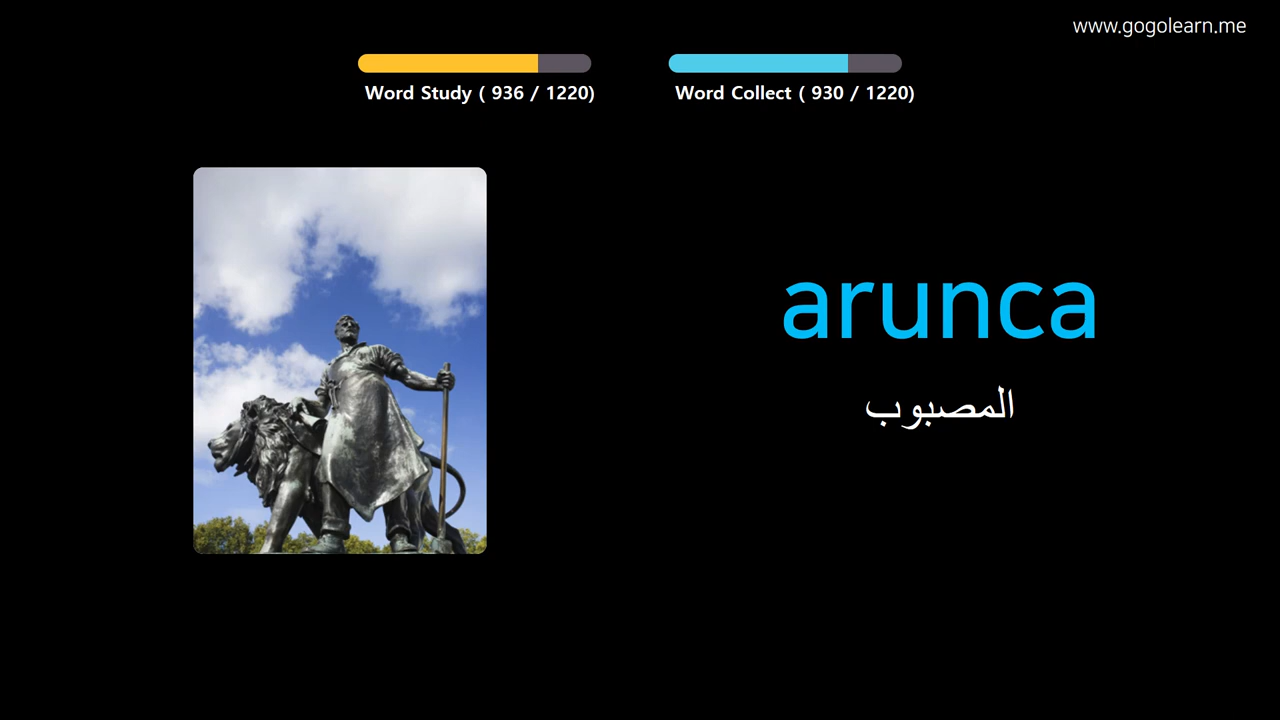 www.gogolearn.me
Word Study ( 936 / 1220)
Word Collect ( 930 / 1220)
arunca
المصبوب